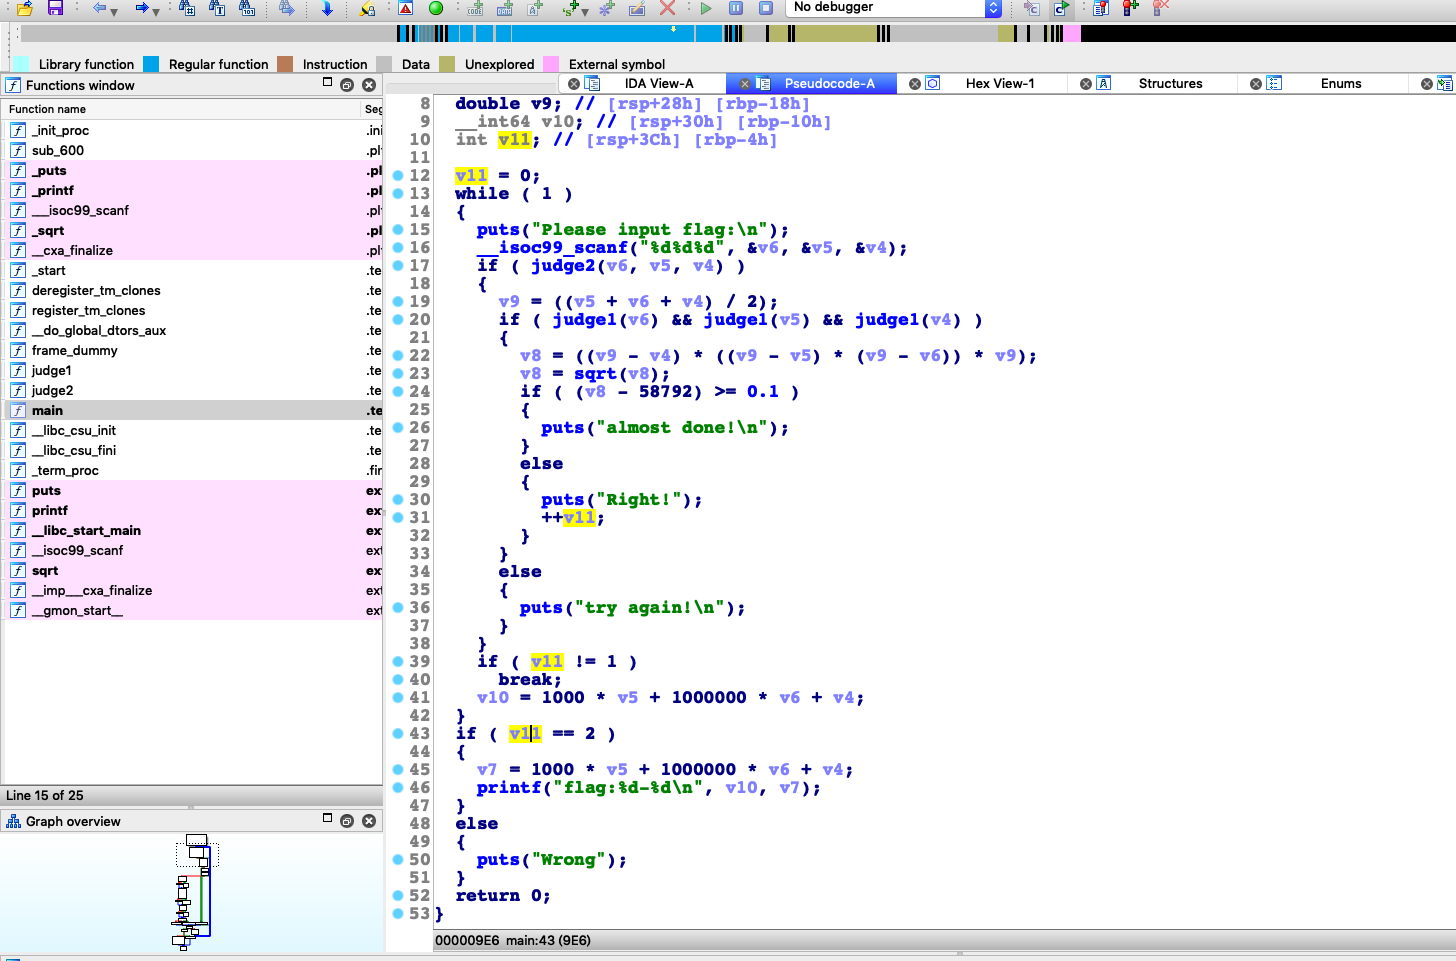 No debugger
Library function Regular function Instruction Data Unexplored External symbol
Functions window
IDA View-A Pseudocode-A Hex View-1 Structures Enums
Function name Seg
_init_proc .ini
sub_600 .pl
_puts .pl
_printf .pl
___isoc99_scanf .pl
_sqrt .pl
__cxa_finalize .pl
_start .te
deregister_tm_clones .te
register_tm_clones .te
__do_global_dtors_aux .te
frame_dummy .te
judge1 .te
judge2 .te
main .te
__libc_csu_init .te
__libc_csu_fini .te
_term_proc .fir
puts ext
printf ext
__libc_start_main ext
__isoc99_scanf ext
sqrt ext
__imp___cxa_finalize ext
__gmon_start__ ext
Line 15 of 25
Graph overview
8 double v9; // [rsp+28h] [rbp-18h]
9 __int64 v10; // [rsp+30h] [rbp-10h]
10 int v11; // [rsp+3Ch] [rbp-4h]
11
12 v11 = 0;
13 while ( 1 )
14 {
15 puts("Please input flag:\n");
16 __isoc99_scanf("%d%d%d", &v6, &v5, &v4);
17 if ( judge2(v6, v5, v4) )
18 {
19 v9 = ((v5 + v6 + v4) / 2);
20 if ( judge1(v6) && judge1(v5) && judge1(v4) )
21 {
22 v8 = ((v9 - v4) * ((v9 - v5) * (v9 - v6)) * v9);
23 v8 = sqrt(v8);
24 if ( (v8 - 58792) >= 0.1 )
25 {
26 puts("almost done!\n");
27 }
28 else
29 {
30 puts("Right!");
31 ++v11;
32 }
33 }
34 else
35 {
36 puts("try again!\n");
37 }
38 }
39 if ( v11 != 1 )
40 break;
41 v10 = 1000 * v5 + 1000000 * v6 + v4;
42 }
43 if ( v11 == 2 )
44 {
45 v7 = 1000 * v5 + 1000000 * v6 + v4;
46 printf("flag:%d-%d\n", v10, v7);
47 }
48 else
49 {
50 puts("Wrong");
51 }
52 return 0;
53 }
000009E6 main:43 (9E6)